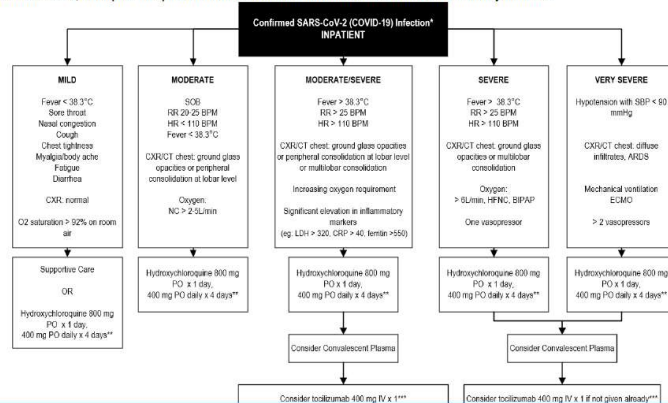 Confirmed SARS-CoV-2 (COVID-19) Infection*
INPATIENT
MILD
Fever < 38.3°C
Sore throat
Nasal congestion
Cough
Chest tightness
Myalgia/body ache
Fatigue
Diarrhea
CXR: normal
O2 saturation > 92% on room
air
MODERATE
SOB
RR 20-25 BPM
HR < 110 BPM
Fever < 38.3°C
CXR/CT chest: ground glass
opacities or peripheral
consolidation at lobar level
Oxygen:
NC > 2-5L/min
MODERATE/SEVERE
Fever > 38.3°C
RR > 25 BPM
HR > 110 BPM
CXR/CT chest: ground glass opacities
or peripheral consolidation at lobar level
or multilobar consolidation
Increasing oxygen requirement
Significant elevation in inflammatory
markers
(eg: LDH > 320, CRP > 40, ferritin >550)
SEVERE
Fever > 38.3°C
RR > 25 BPM
HR > 110 BPM
CXR/CT chest: ground glass
opacities or multilobar
consolidation
Oxygen:
> 6L/min, HFNC, BIPAP
One vasopressor
VERY SEVERE
Hypotension with SBP < 90
mmHg
CXR/CT chest: diffuse
infiltrates, ARDS
Mechanical ventilation
ECMO
> 2 vasopressors
Supportive Care
OR
Hydroxychloroquine 800 mg
PO x 1 day,
400 mg PO daily x 4 days**
Hydroxychloroquine 800 mg
PO x 1 day,
400 mg PO daily x 4 days**
Hydroxychloroquine 800 mg
PO x 1 day,
400 mg PO daily x 4 days**
Hydroxychloroquine 800 mg
PO x 1 day,
400 mg PO daily x 4 days**
Hydroxychloroquine 800 mg
PO x 1 day,
400 mg PO daily x 4 days**
Consider Convalescent Plasma
Consider Convalescent Plasma
Consider tocilizumab 400 mg IV x 1***
Consider tocilizumab 400 mg IV x 1 if not given already***